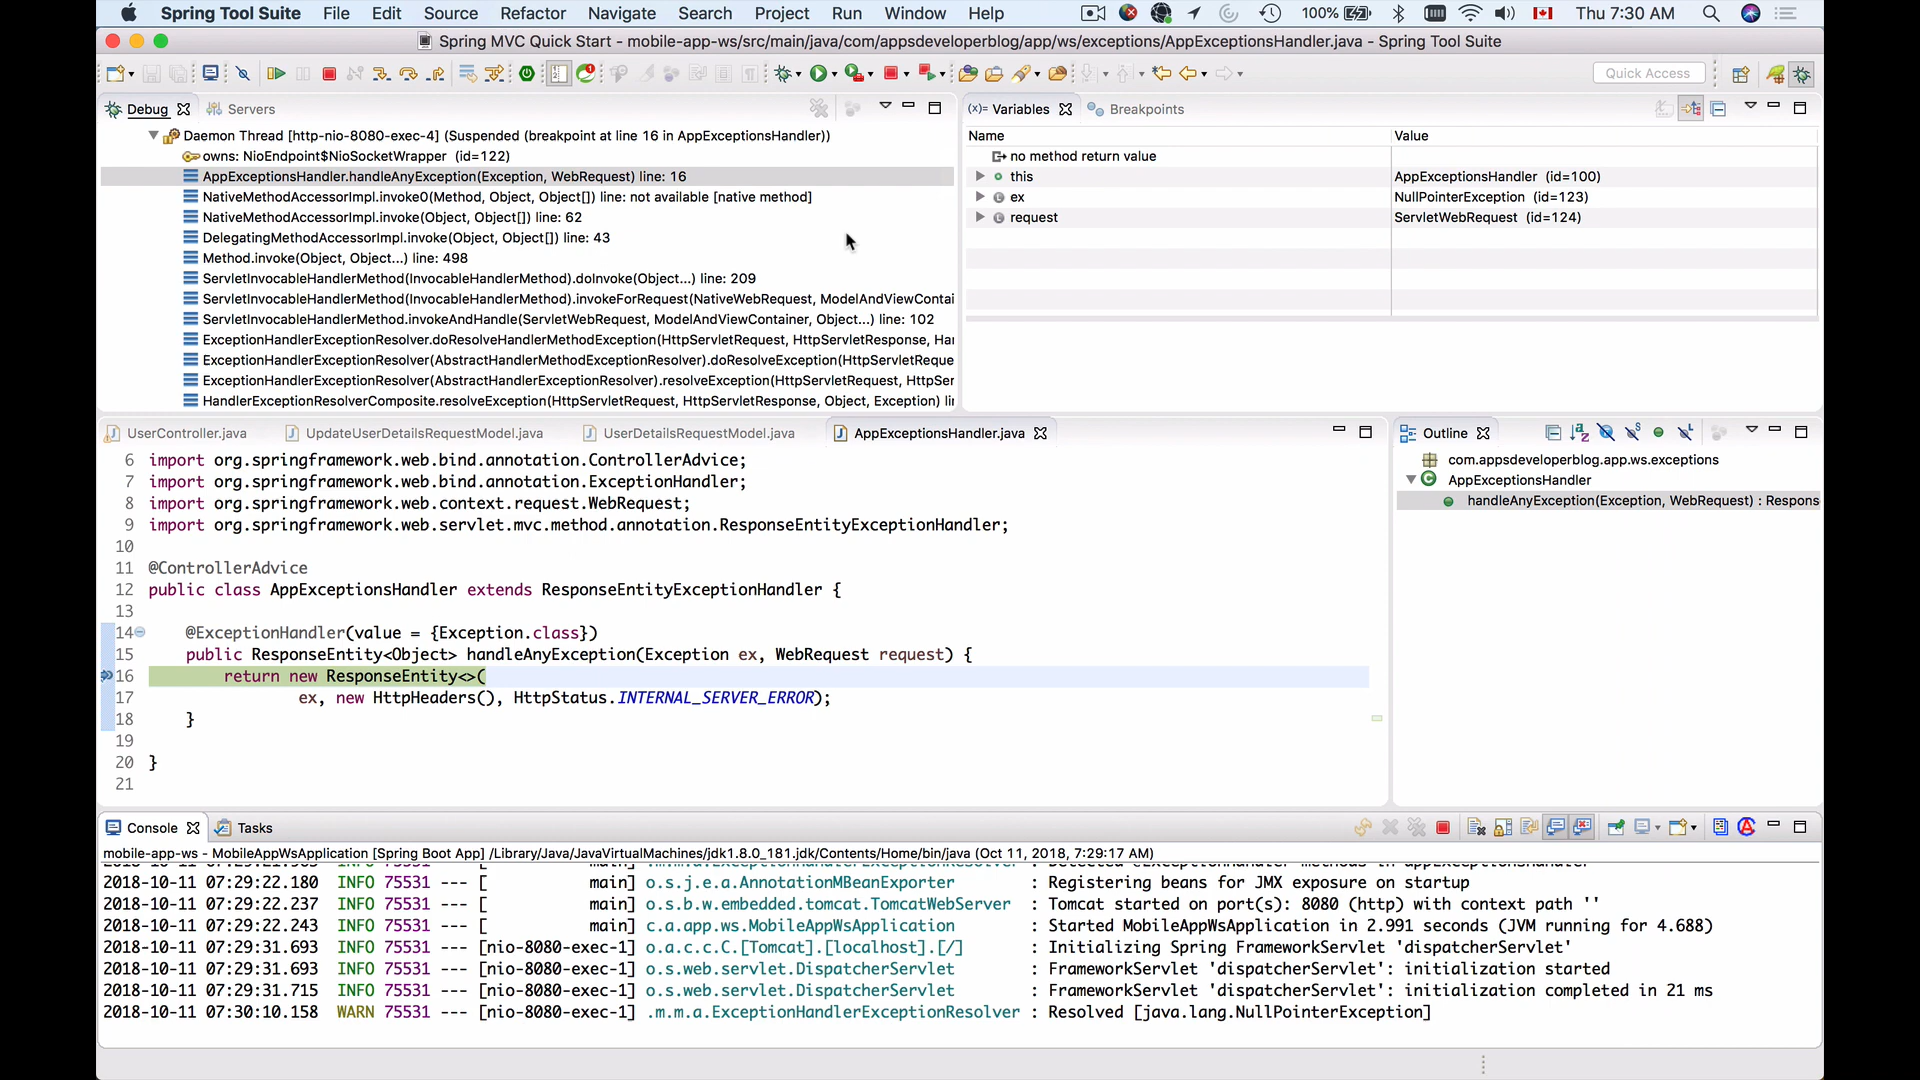 Spring Tool Suite File Edit Source Refactor Navigate Search Project Run Window Help 100% Thu 7:30 AM
Spring MVC Quick Start - mobile-app-ws/src/main/java/com/appsdeveloperblog/app/ws/exceptions/AppExceptionsHandler.java - Spring Tool Suite
Quick Access
Debug Servers
Daemon Thread [http-nio-8080-exec-4] (Suspended (breakpoint at line 16 in AppExceptionsHandler))
owns: NioEndpoint$NioSocketWrapper (id=122)
AppExceptionsHandler.handleAnyException(Exception, WebRequest) line: 16
NativeMethodAccessorImpl.invoke0(Method, Object, Object[]) line: not available [native method]
NativeMethodAccessorImpl.invoke(Object, Object[]) line: 62
DelegatingMethodAccessorImpl.invoke(Object, Object[]) line: 43
Method.invoke(Object, Object...) line: 498
ServletInvocableHandlerMethod(InvocableHandlerMethod).doInvoke(Object...) line: 209
ServletInvocableHandlerMethod(InvocableHandlerMethod).invokeForRequest(NativeWebRequest, ModelAndViewContai
ServletInvocableHandlerMethod.invokeAndHandle(ServletWebRequest, ModelAndViewContainer, Object...) line: 102
ExceptionHandlerExceptionResolver.doResolveHandlerMethodException(HttpServletRequest, HttpServletResponse, Har
ExceptionHandlerExceptionResolver(AbstractHandlerMethodExceptionResolver).doResolveException(HttpServletReque
ExceptionHandlerExceptionResolver(AbstractHandlerExceptionResolver).resolveException(HttpServletRequest, HttpSer
HandlerExceptionResolverComposite.resolveException(HttpServletRequest, HttpServletResponse, Object, Exception) li
(x)= Variables Breakpoints
Name Value
no method return value
this AppExceptionsHandler (id=100)
ex NullPointerException (id=123)
request ServletWebRequest (id=124)
UserController.java UpdateUserDetailsRequestModel.java UserDetailsRequestModel.java AppExceptionsHandler.java
6 import org.springframework.web.bind.annotation.ControllerAdvice;
7 import org.springframework.web.bind.annotation.ExceptionHandler;
8 import org.springframework.web.context.request.WebRequest;
9 import org.springframework.web.servlet.mvc.method.annotation.ResponseEntityExceptionHandler;
10
11 @ControllerAdvice
12 public class AppExceptionsHandler extends ResponseEntityExceptionHandler {
13
14 @ExceptionHandler(value = {Exception.class})
15 public ResponseEntity<Object> handleAnyException(Exception ex, WebRequest request) {
16 return new ResponseEntity<>(
17 ex, new HttpHeaders(), HttpStatus.INTERNAL_SERVER_ERROR);
18 }
19
20 }
21
Outline
com.appsdeveloperblog.app.ws.exceptions
AppExceptionsHandler
handleAnyException(Exception, WebRequest) : Respons
Console Tasks
mobile-app-ws - MobileAppWsApplication [Spring Boot App] /Library/Java/JavaVirtualMachines/jdk1.8.0_181.jdk/Contents/Home/bin/java (Oct 11, 2018, 7:29:17 AM)
2018-10-11 07:29:22.180 INFO 75531 --- [ main] o.s.j.e.a.AnnotationMBeanExporter : Registering beans for JMX exposure on startup
2018-10-11 07:29:22.237 INFO 75531 --- [ main] o.s.b.w.embedded.tomcat.TomcatWebServer : Tomcat started on port(s): 8080 (http) with context path ''
2018-10-11 07:29:22.243 INFO 75531 --- [ main] c.a.app.ws.MobileAppWsApplication : Started MobileAppWsApplication in 2.991 seconds (JVM running for 4.688)
2018-10-11 07:29:31.693 INFO 75531 --- [nio-8080-exec-1] o.a.c.c.C.[Tomcat].[localhost].[/] : Initializing Spring FrameworkServlet 'dispatcherServlet'
2018-10-11 07:29:31.693 INFO 75531 --- [nio-8080-exec-1] o.s.web.servlet.DispatcherServlet : FrameworkServlet 'dispatcherServlet': initialization started
2018-10-11 07:29:31.715 INFO 75531 --- [nio-8080-exec-1] o.s.web.servlet.DispatcherServlet : FrameworkServlet 'dispatcherServlet': initialization completed in 21 ms
2018-10-11 07:30:10.158 WARN 75531 --- [nio-8080-exec-1] .m.m.a.ExceptionHandlerExceptionResolver : Resolved [java.lang.NullPointerException]